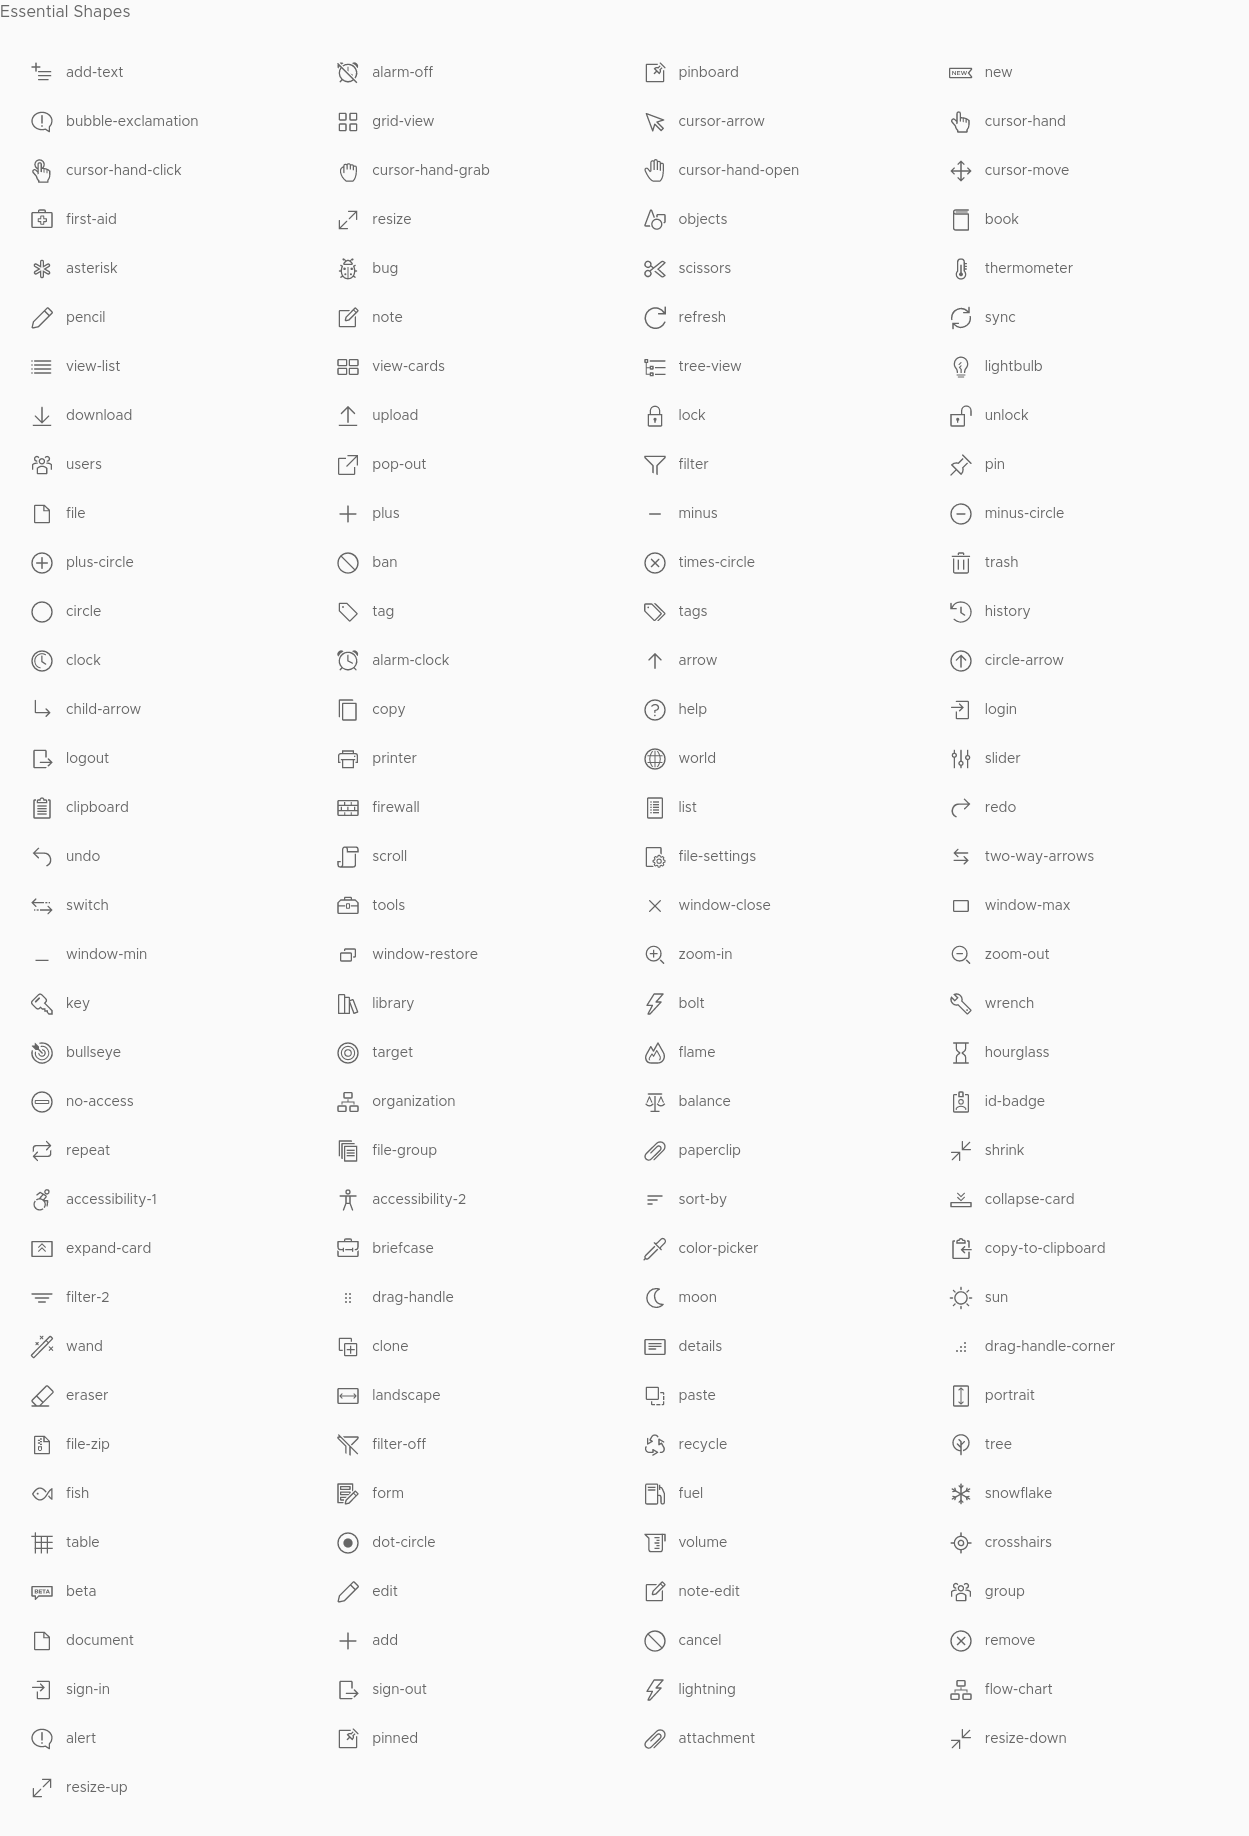 Essential Shapes
add-text alarm-off pinboard NEW new
bubble-exclamation grid-view cursor-arrow cursor-hand
cursor-hand-click cursor-hand-grab cursor-hand-open cursor-move
first-aid resize objects book
asterisk bug scissors thermometer
pencil note refresh sync
view-list view-cards tree-view lightbulb
download upload lock unlock
users pop-out filter pin
file plus minus minus-circle
plus-circle ban times-circle trash
circle tag tags history
clock alarm-clock arrow circle-arrow
child-arrow copy help login
logout printer world slider
clipboard firewall list redo
undo scroll file-settings two-way-arrows
switch tools window-close window-max
window-min window-restore zoom-in zoom-out
key library bolt wrench
bullseye target flame hourglass
no-access organization balance id-badge
repeat file-group paperclip shrink
accessibility-1 accessibility-2 sort-by collapse-card
expand-card briefcase color-picker copy-to-clipboard
filter-2 drag-handle moon sun
wand clone details drag-handle-corner
eraser landscape paste portrait
file-zip filter-off recycle tree
fish form fuel snowflake
table dot-circle volume crosshairs
BETA beta edit note-edit group
document add cancel remove
sign-in sign-out lightning flow-chart
alert pinned attachment resize-down
resize-up